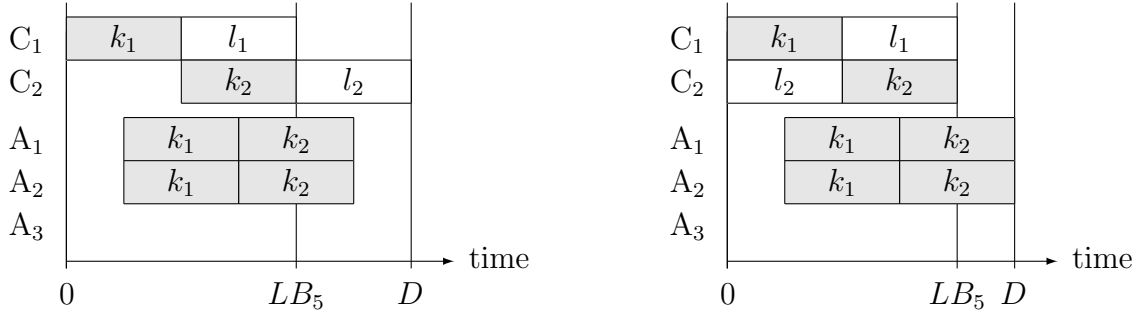 C₁ k₁ l₁
C₂ k₂ l₂
A₁ k₁ k₂
A₂ k₁ k₂
A₃
time
0 LB₅ D
C₁ k₁ l₁
C₂ l₂ k₂
A₁ k₁ k₂
A₂ k₁ k₂
A₃
time
0 LB₅ D